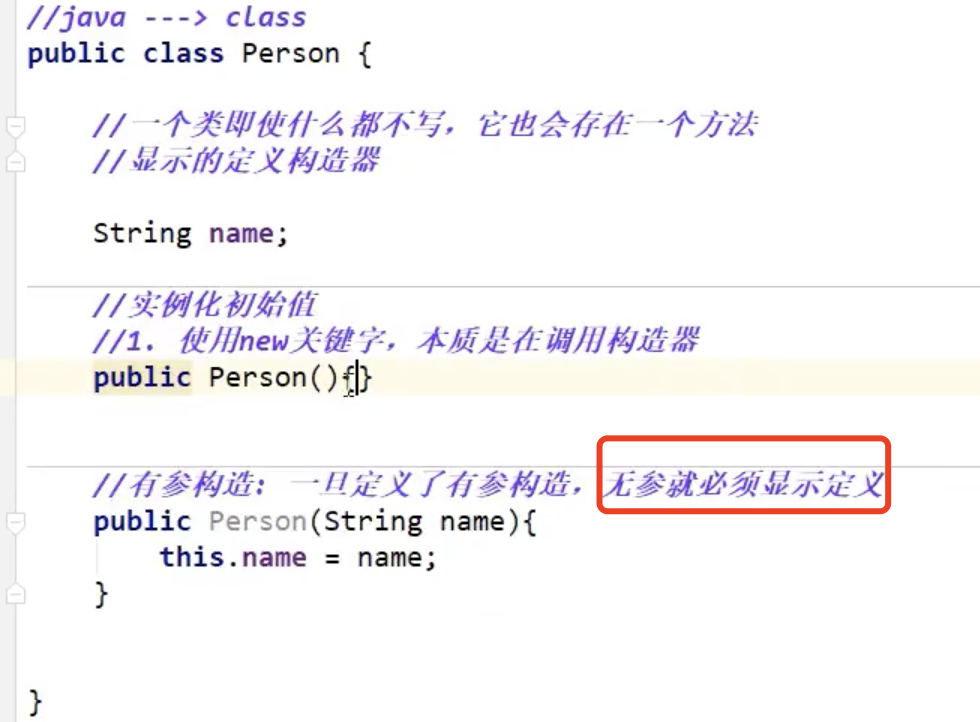 //java ---> class
public class Person {
//一个类即使什么都不写，它也会存在一个方法
//显示的定义构造器
String name;
//实例化初始值
//1. 使用new关键字，本质是在调用构造器
public Person(){}
//有参构造：一旦定义了有参构造，无参就必须显示定义
public Person(String name){
this.name = name;
}
}